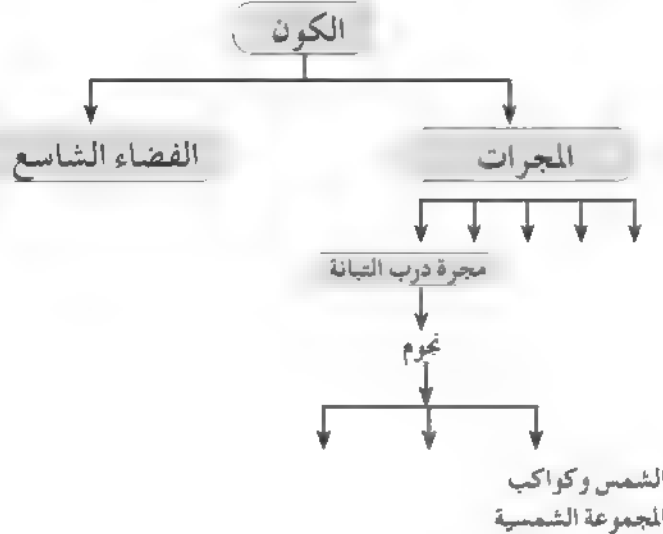 الكون
المجرات
الفضاء الشاسع
مجرة درب التبانة
نجوم
الشمس وكواكب
المجموعة الشمسية